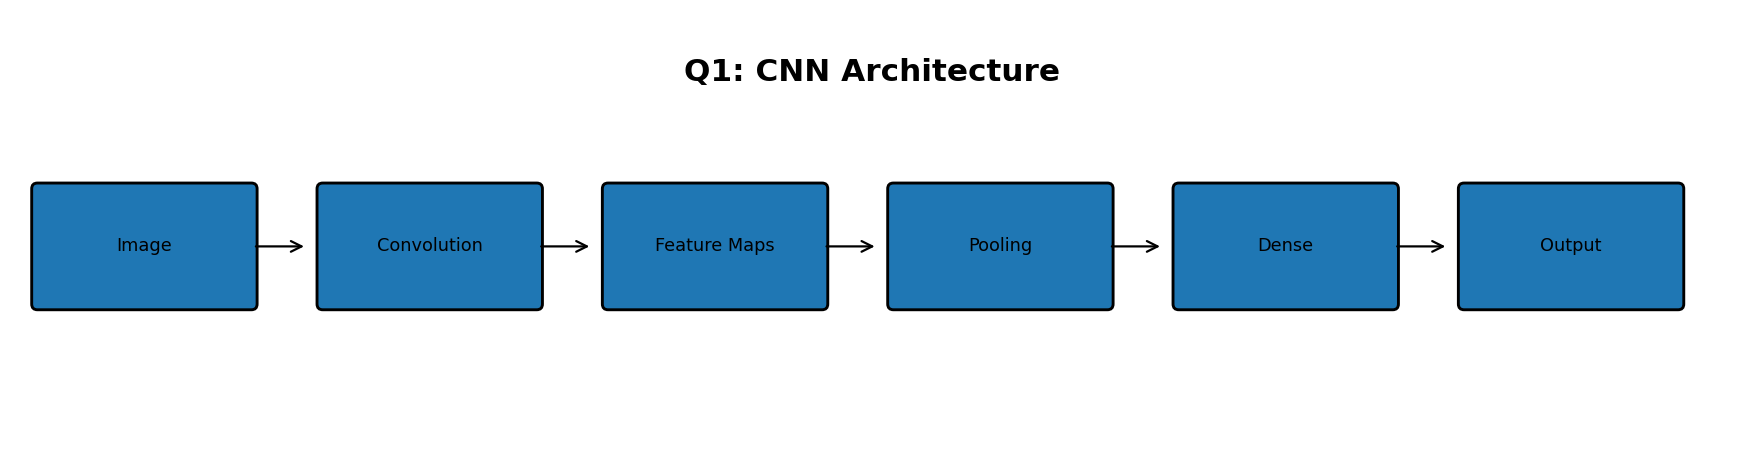 Q1: CNN Architecture
Image
Convolution
Feature Maps
Pooling
Dense
Output